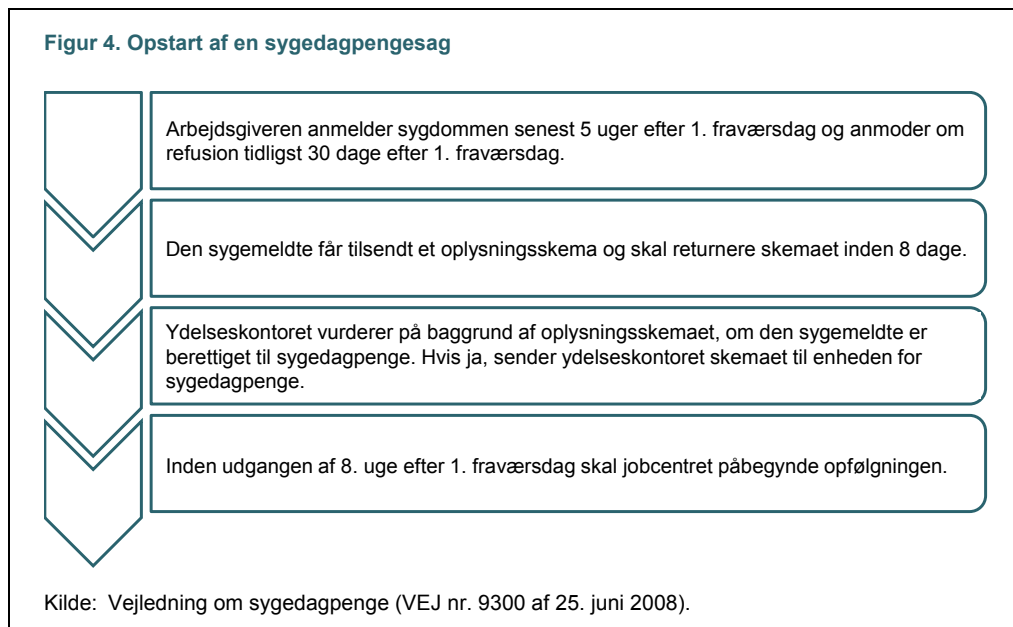 Figur 4. Opstart af en sygedagpengesag
Arbejdsgiveren anmelder sygdommen senest 5 uger efter 1. fraværsdag og anmoder om
refusion tidligst 30 dage efter 1. fraværsdag.
Den sygemeldte får tilsendt et oplysningsskema og skal returnere skemaet inden 8 dage.
Ydelseskontoret vurderer på baggrund af oplysningsskemaet, om den sygemeldte er
berettiget til sygedagpenge. Hvis ja, sender ydelseskontoret skemaet til enheden for
sygedagpenge.
Inden udgangen af 8. uge efter 1. fraværsdag skal jobcentret påbegynde opfølgningen.
Kilde: Vejledning om sygedagpenge (VEJ nr. 9300 af 25. juni 2008).